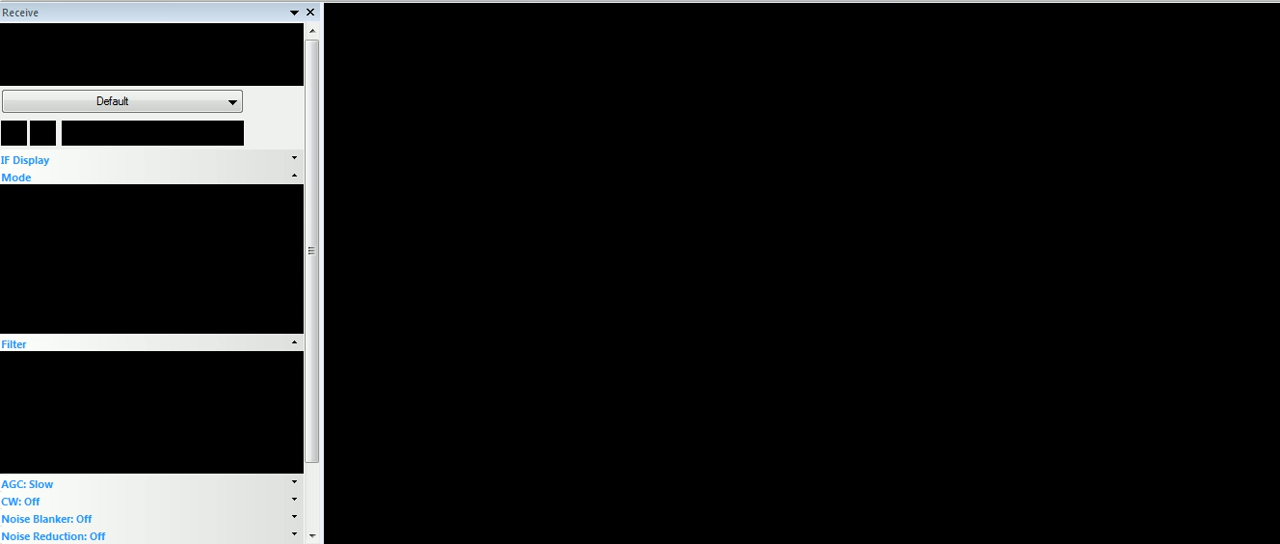 Receive
Default
IF Display
Mode
Filter
AGC: Slow
CW: Off
Noise Blanker: Off
Noise Reduction: Off